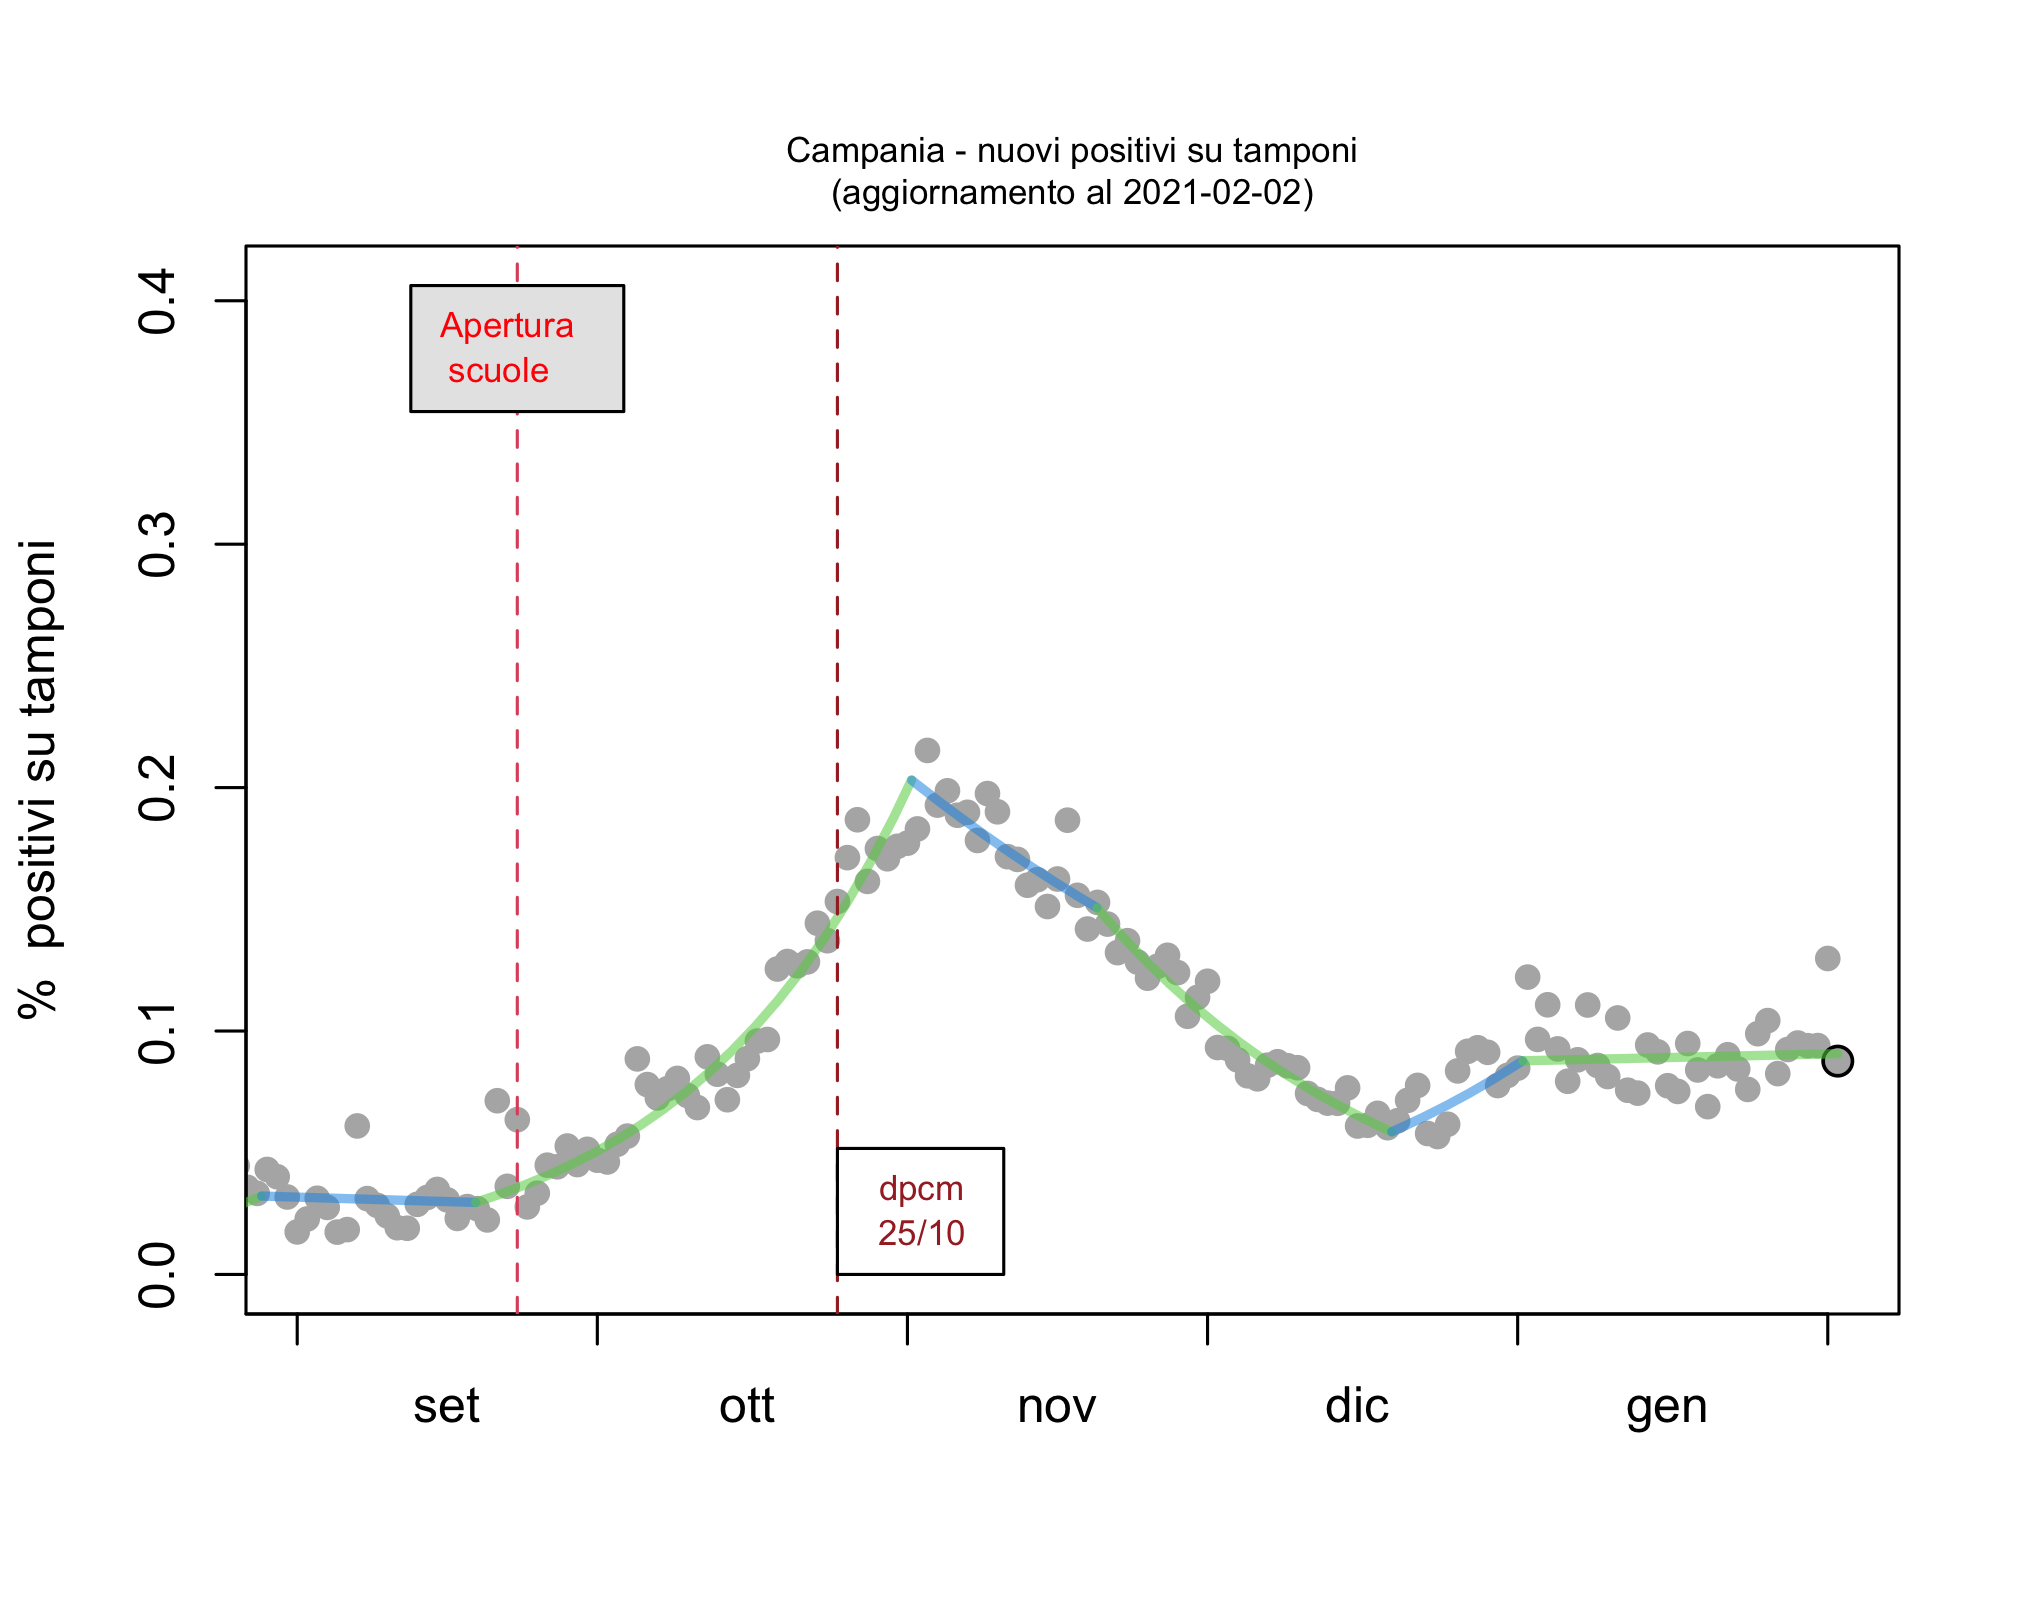 Campania - nuovi positivi su tamponi
(aggiornamento al 2021-02-02)
% positivi su tamponi
0.4
0.3
0.2
0.1
0.0
Apertura
scuole
dpcm
25/10
set
ott
nov
dic
gen